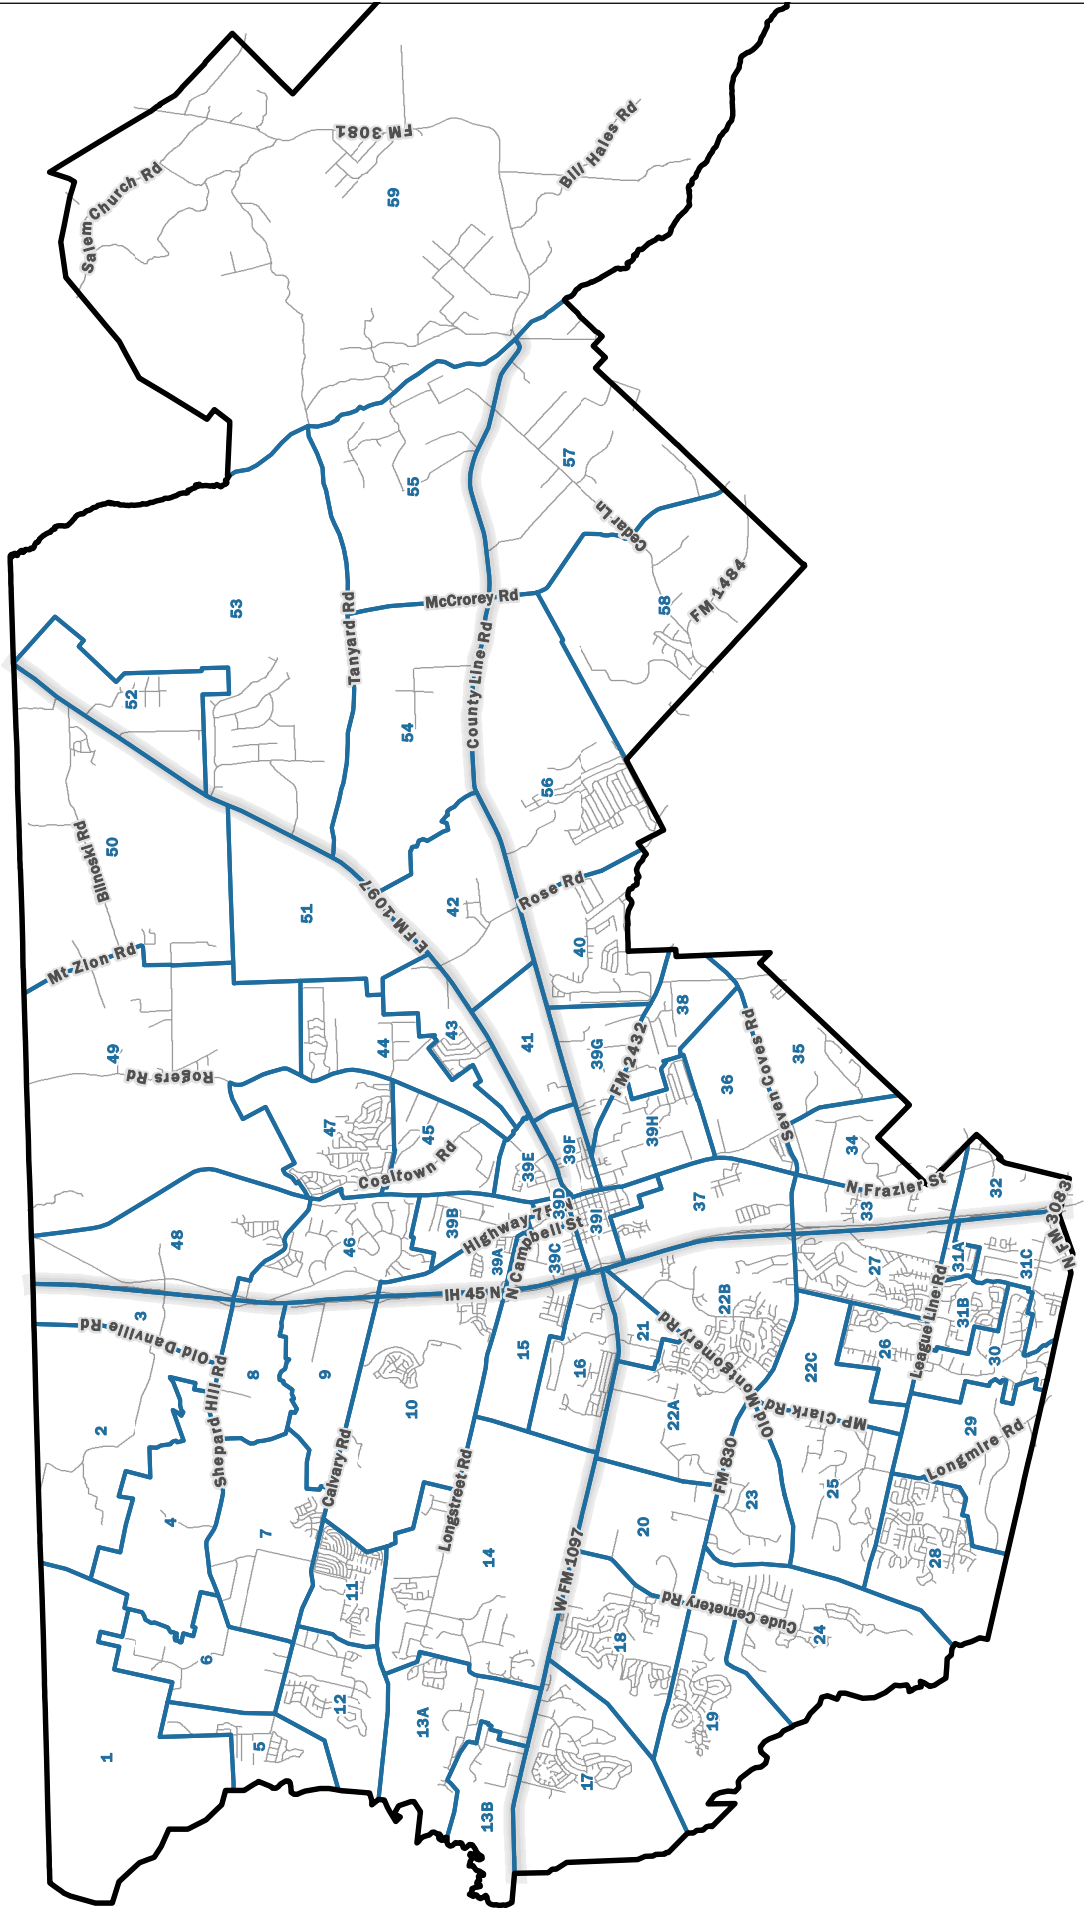 FM 3081
Salem Church Rd
Bill Hales Rd
59
57
55
Cedar Ln
53
McCrorey Rd
58
FM 1484
Tanyard Rd
52
County Line Rd
54
56
Blinoski Rd
50
E FM 1097
Rose Rd
51
42
40
Mt Zion Rd
38
43
41
FM 2432
44
39G
Seven Coves Rd
35
49
Rogers Rd
36
47
45
39H
34
Coaltown Rd
39F
39E
N Frazier St
32
39D
37
33
N FM 3083
39B
Highway 75 N
39I
48
46
N Campbell St
39A
39C
31A
31C
27
IH 45 N
3
22B
31B
Old Danville Rd
21
Old Montgomery Rd
League Line Rd
26
30
15
16
22C
8
9
Shepard Hill Rd
10
22A
MP Clark Rd
29
2
Calvary Rd
FM 830
Longmire Rd
Longstreet Rd
23
25
4
7
20
14
28
W FM 1097
11
Cude Cemetery Rd
18
24
6
12
13A
19
1
5
17
13B